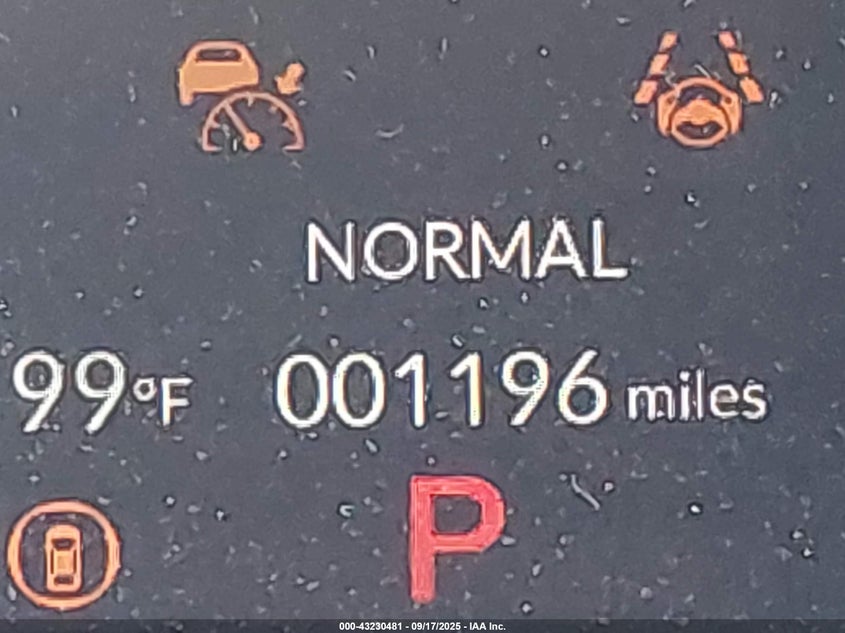 NORMAL
99°F 001196 miles
P
000-43230481 - 09/17/2025 - IAA Inc.